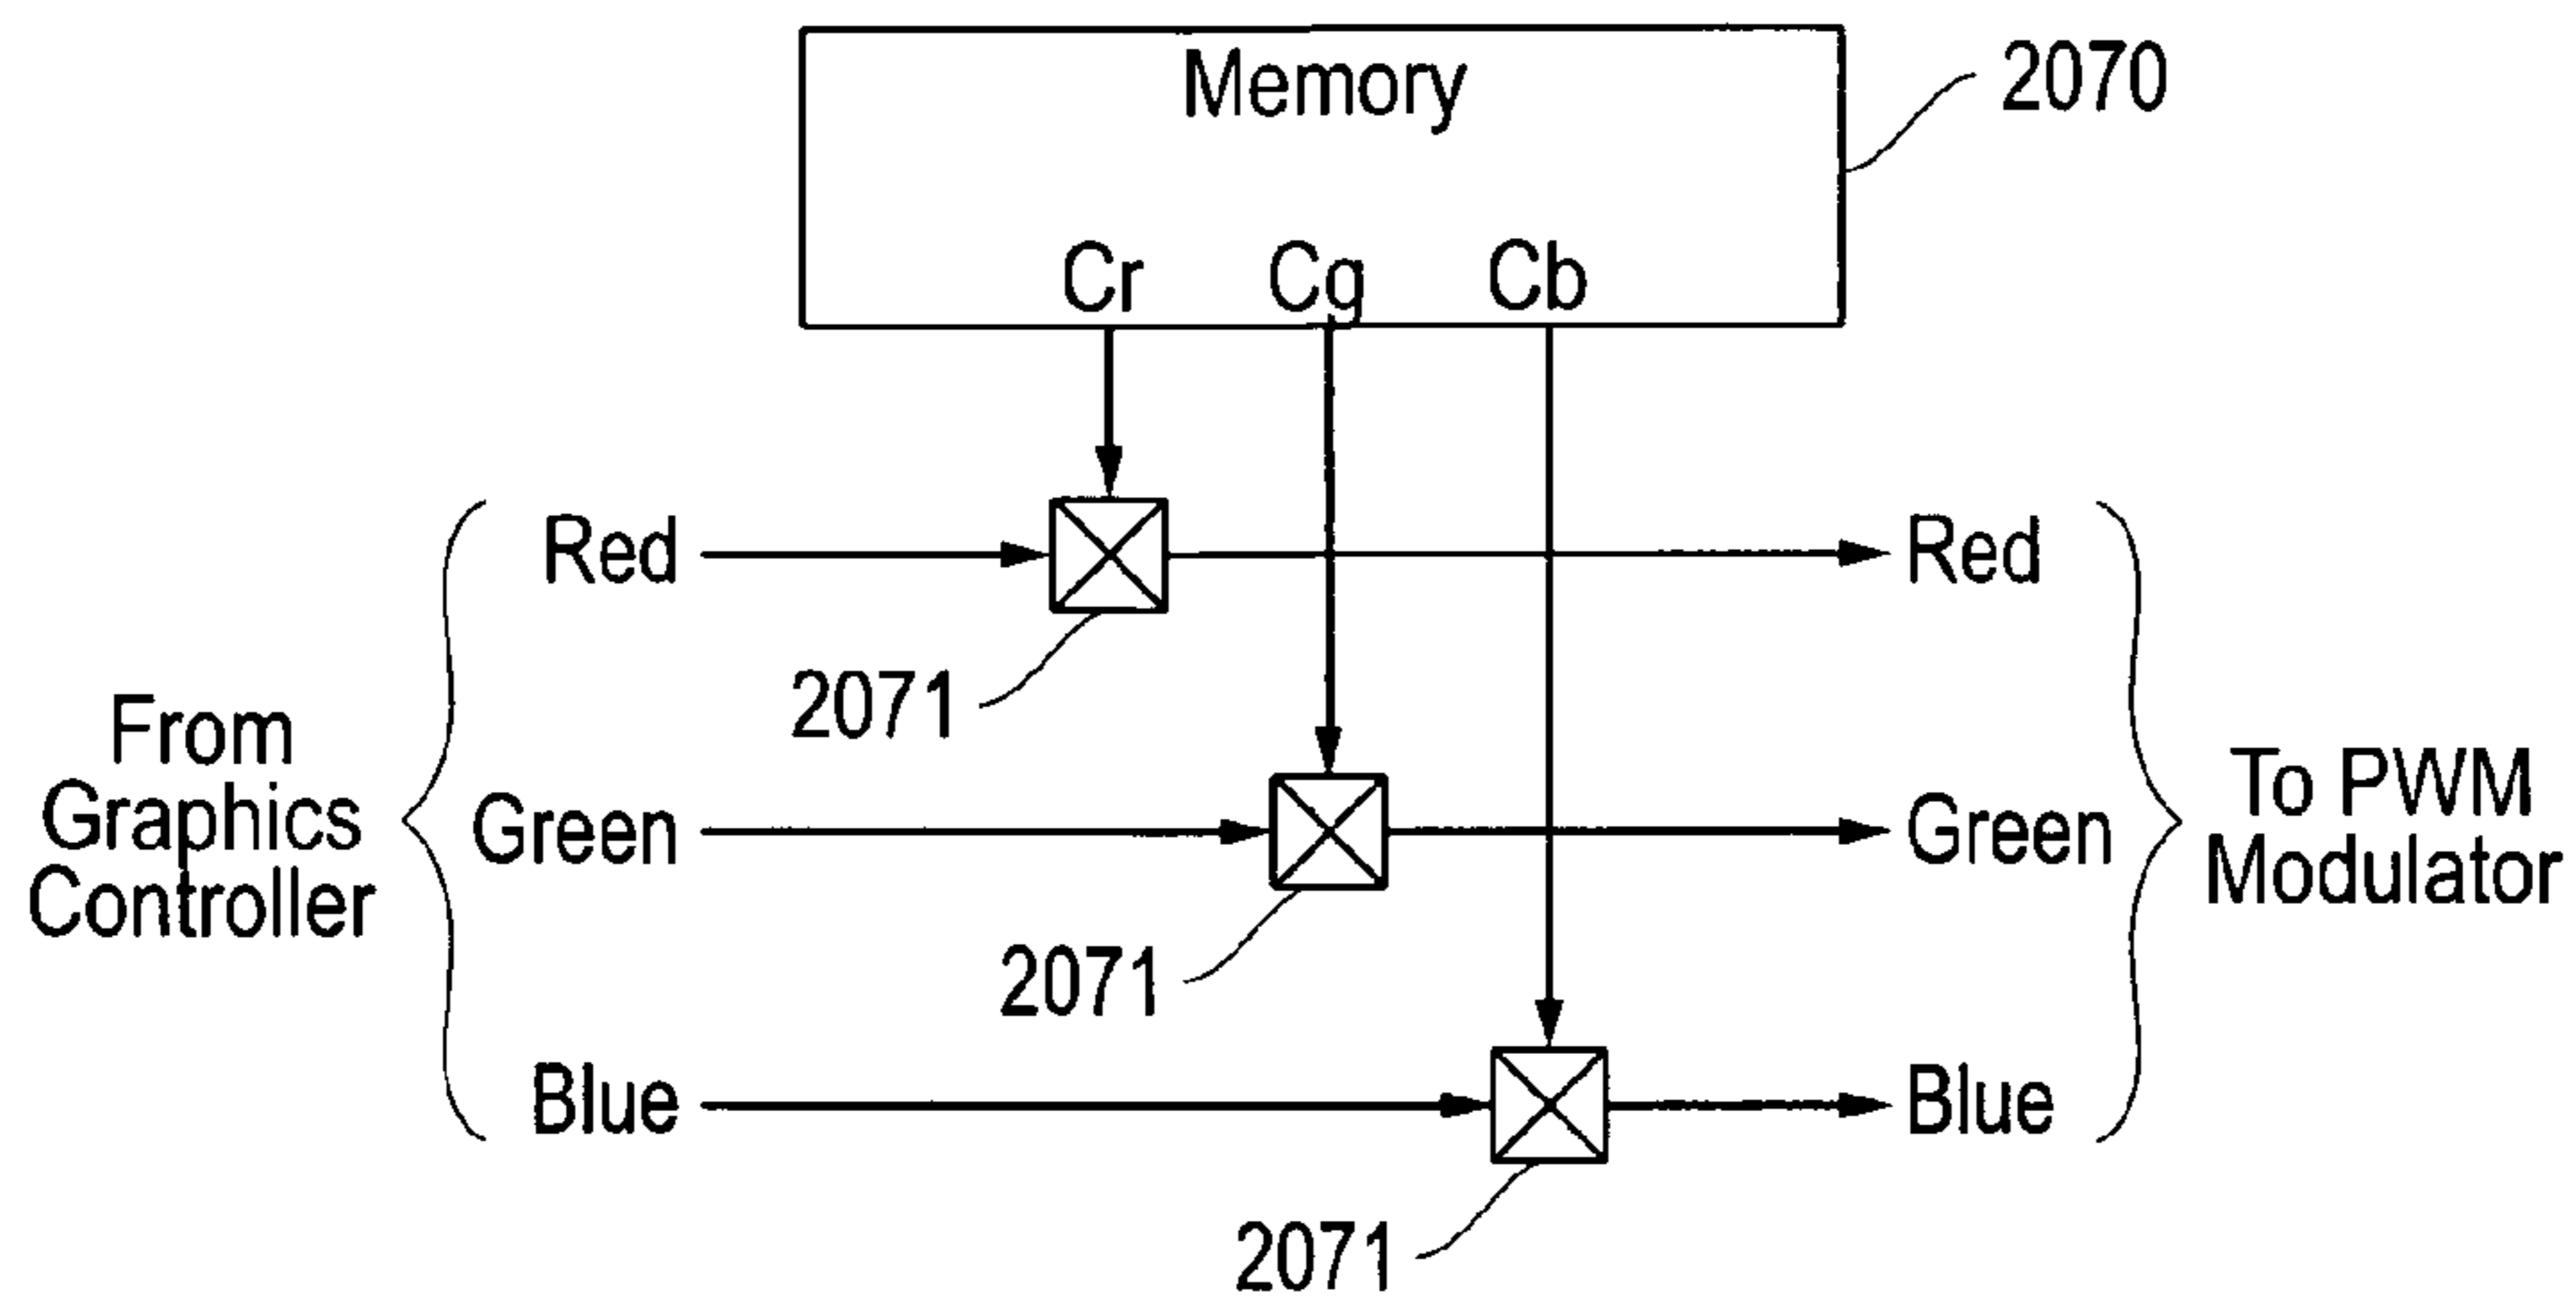 Memory
2070
Cr Cg Cb
Red
Red
2071
From
Graphics
Controller
Green
Green
To PWM
Modulator
2071
Blue
Blue
2071